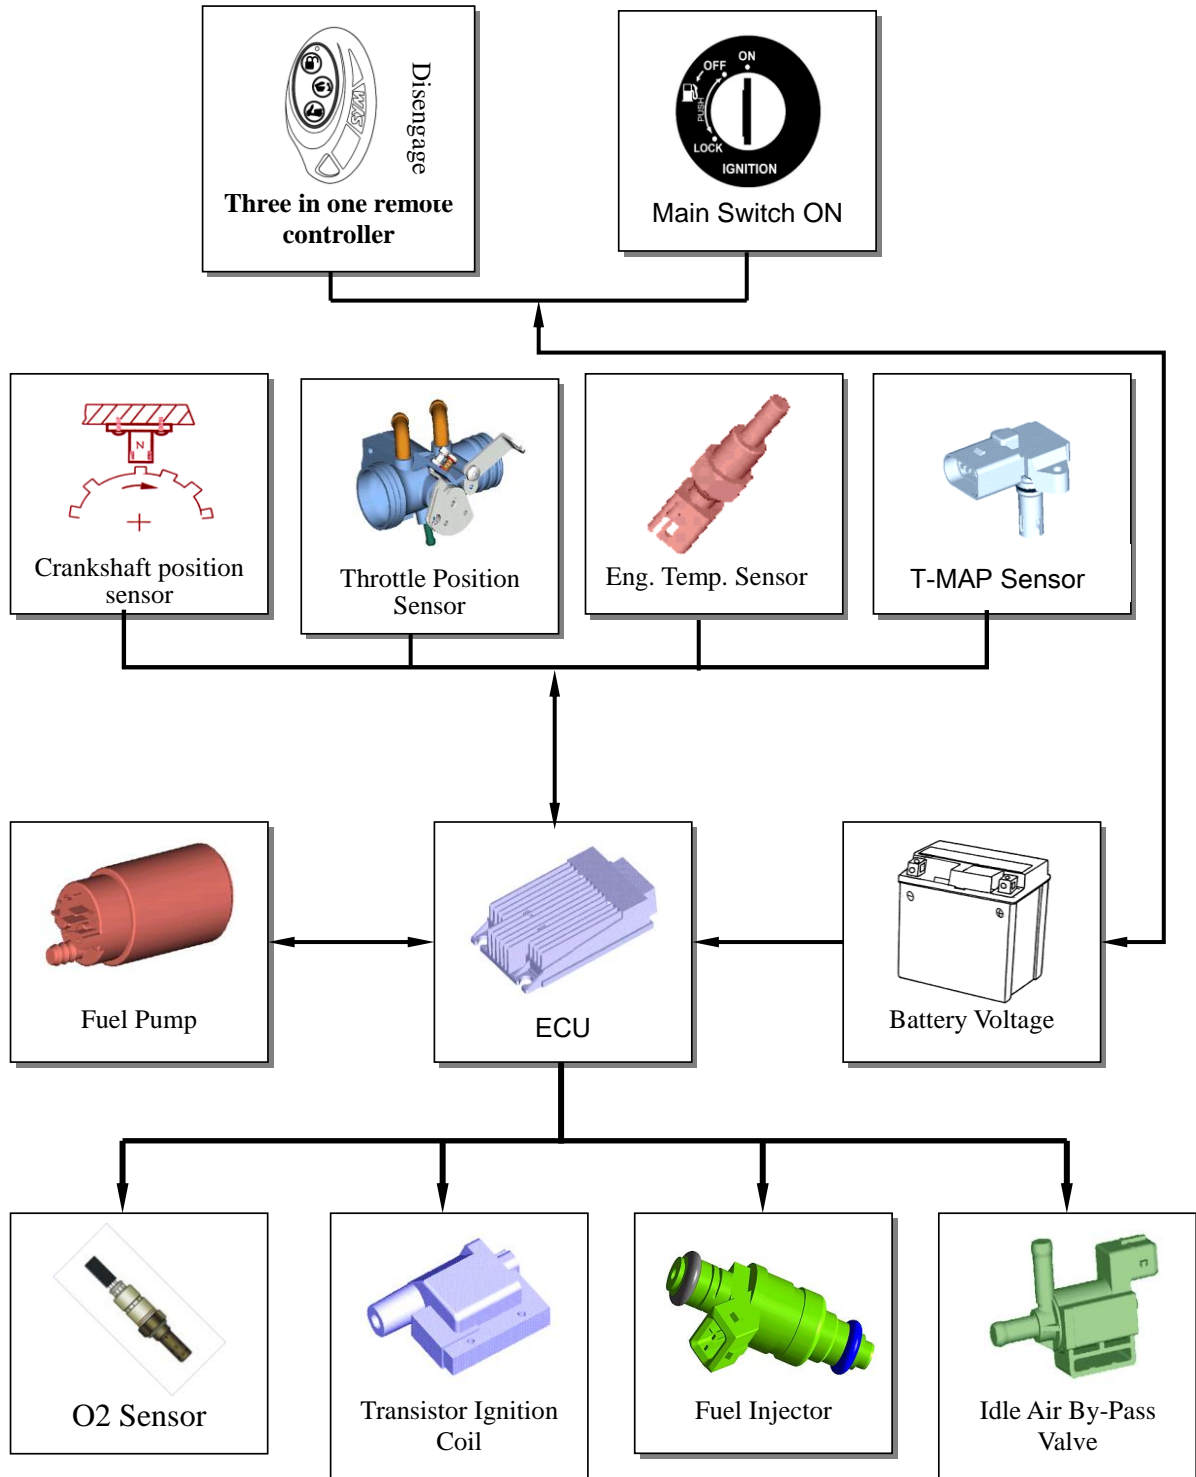 Disengage
Three in one remote
controller
SYM
ON
OFF
PUSH
LOCK
IGNITION
Main Switch ON
N
Crankshaft position
sensor
Throttle Position
Sensor
Eng. Temp. Sensor
T-MAP Sensor
Fuel Pump
ECU
Battery Voltage
O2 Sensor
Transistor Ignition
Coil
Fuel Injector
Idle Air By-Pass
Valve